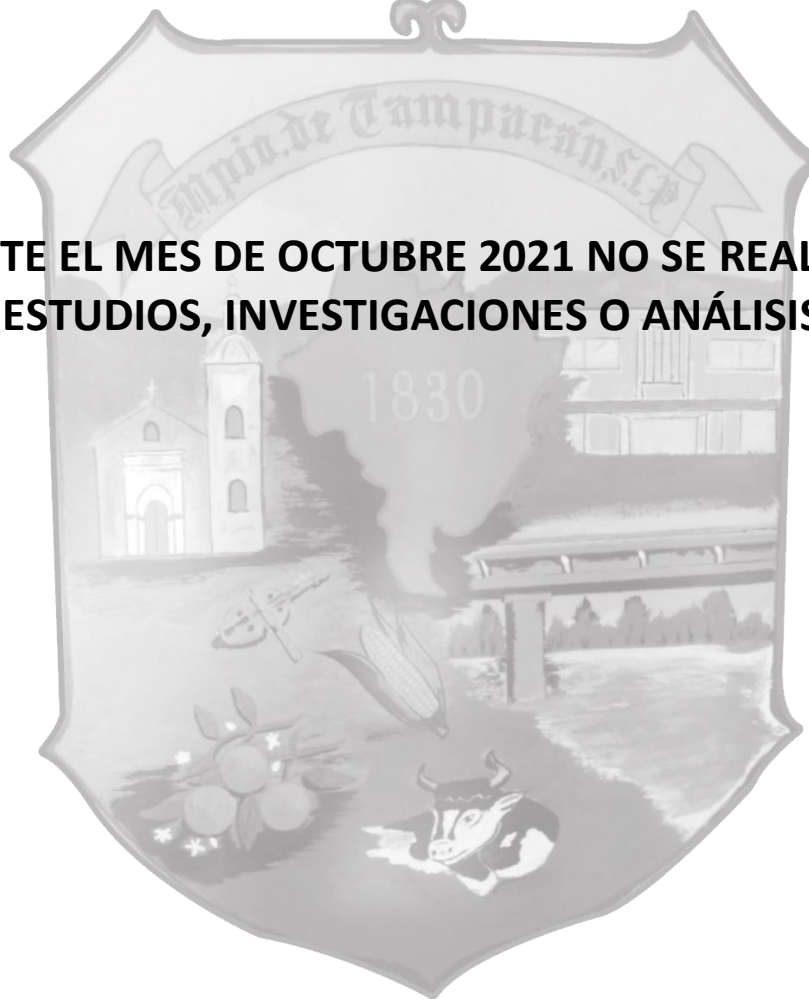 Mpio. de Tampacán, S.L.P
TE EL MES DE OCTUBRE 2021 NO SE REAL
ESTUDIOS, INVESTIGACIONES O ANÁLISIS
1830